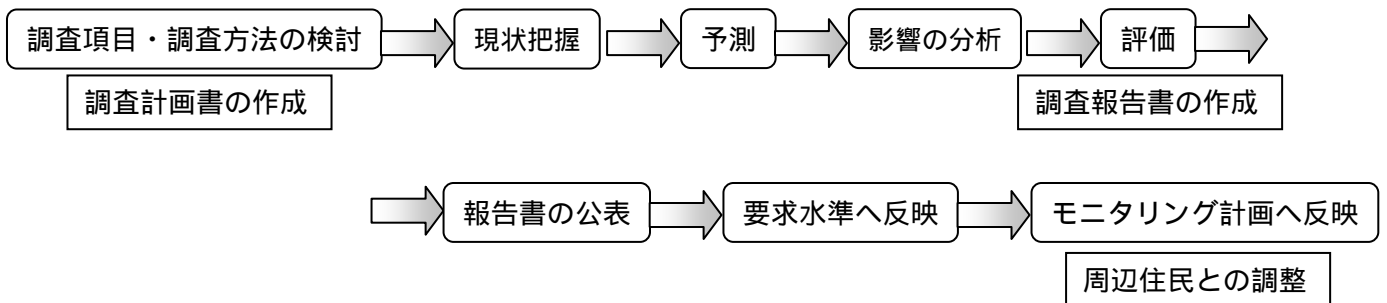 調査項目・調査方法の検討
現状把握
予測
影響の分析
評価
調査計画書の作成
調査報告書の作成
報告書の公表
要求水準へ反映
モニタリング計画へ反映
周辺住民との調整